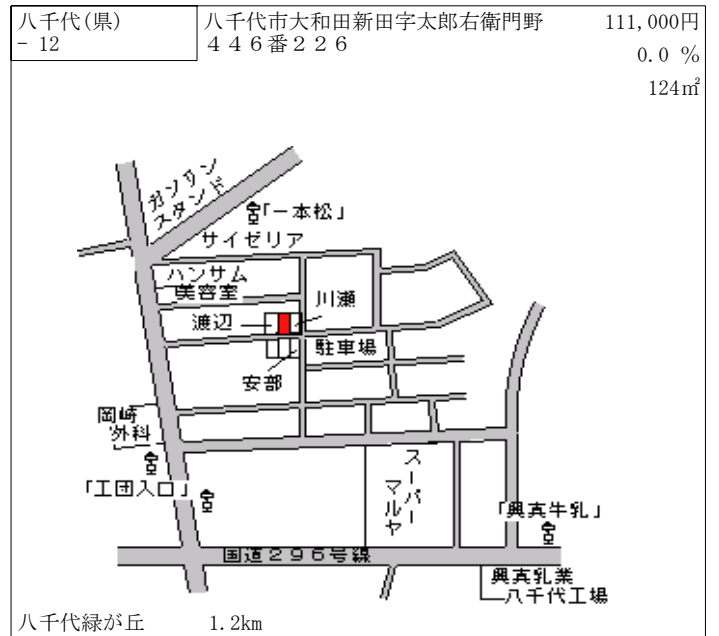 八千代(県)
- 12
八千代市大和田新田字太郎右衛門野
４４６番２２６
111,000円
0.0 %
124㎡
ガソリン
スタンド
「一本松」
サイゼリア
ハンサム
美容室
川瀬
渡辺
駐車場
安部
岡崎
外科
スーパー
マルヤ
「工団入口」
「興真牛乳」
国道２９６号線
興真乳業
八千代工場
八千代緑が丘 1.2km